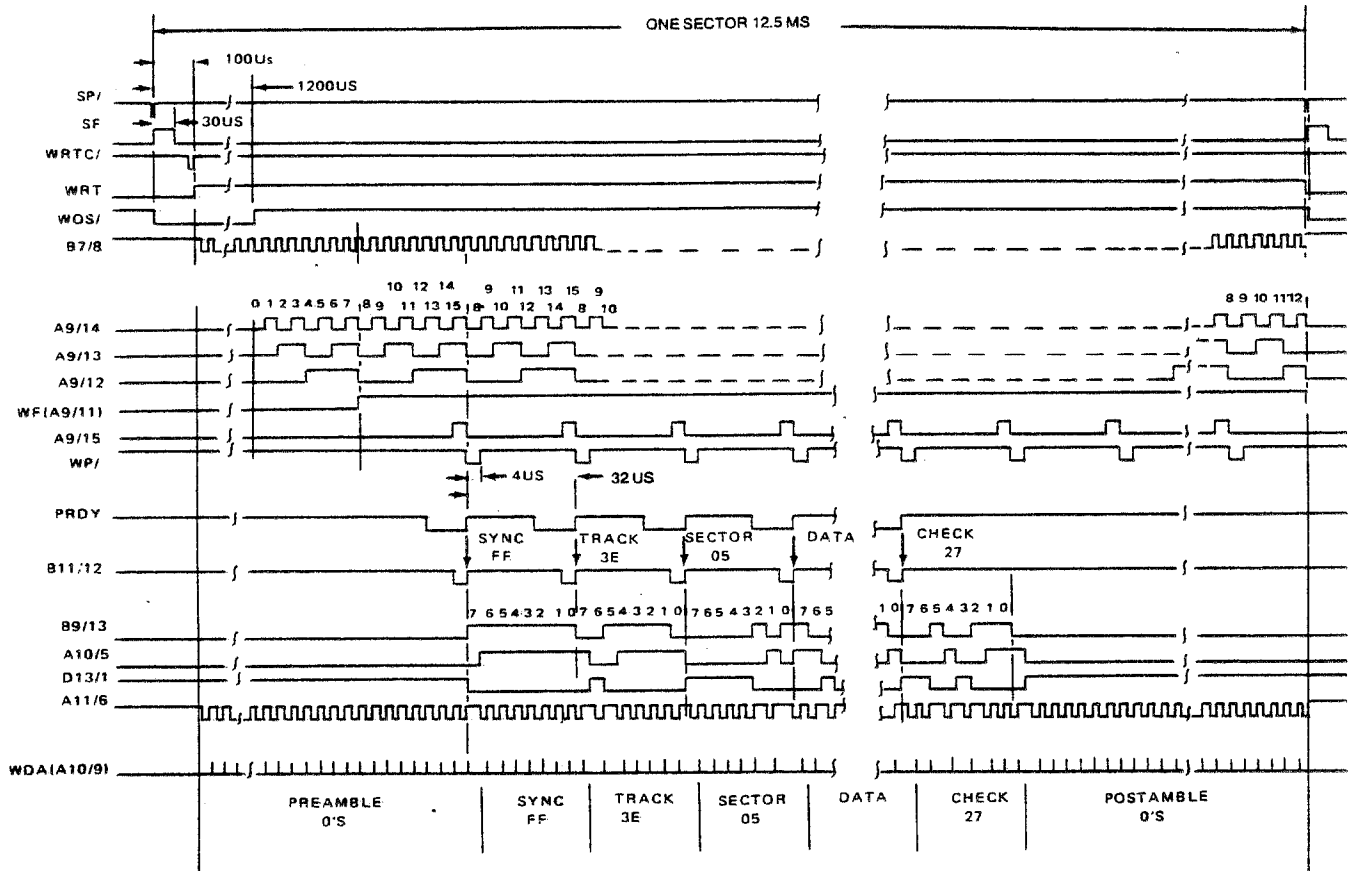 ONE SECTOR 12.5 MS
100Us
1200US
SP/
SF
30US
WRTC/
WRT
WOS/
B7/8
9 11 13 15 9
10 12 14
0 1 2 3 4 5 6 7 8 9 11 13 15 8 10 12 14 8 10
8 9 10 11 12
A9/14
A9/13
A9/12
WF(A9/11)
A9/15
WP/
4US
32US
PRDY
SYNC TRACK SECTOR DATA CHECK
FF 3E 05 27
B11/12
7 6 5 4 3 2 1 0 7 6 5 4 3 2 1 0 7 6 5 4 3 2 1 0 7 6 5 1 0 7 6 5 4 3 2 1 0
B9/13
A10/5
D13/1
A11/6
WDA(A10/9)
PREAMBLE SYNC TRACK SECTOR DATA CHECK POSTAMBLE
0'S FF 3E 05 27 0'S